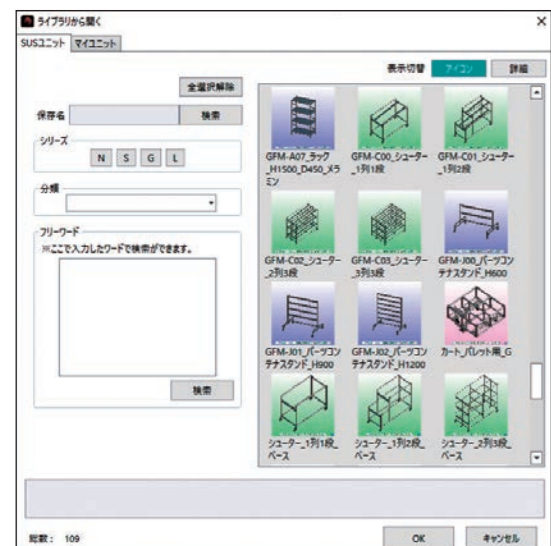 ライブラリから開く
SUSユニット マイユニット
表示切替 アイコン 詳細
全選択解除
保存名 検索
シリーズ
N S G L
分類
フリーワード
※ここで入力したワードで検索ができます。
検索
GFM-A07_ラック
_H1500_D450_メラ
ミン
GFM-C00_シューター
_1列1段
GFM-C01_シューター
_1列2段
GFM-C02_シューター
_2列3段
GFM-C03_シューター
_3列3段
GFM-J00_パーツコン
テナスタンド_H600
GFM-J01_パーツコン
テナスタンド_H900
GFM-J02_パーツコン
テナスタンド_H1200
カート_パレット用_G
シューター_1列1段_
ベース
シューター_1列2段_
ベース
シューター_2列3段_
ベース
総数： 109
OK キャンセル